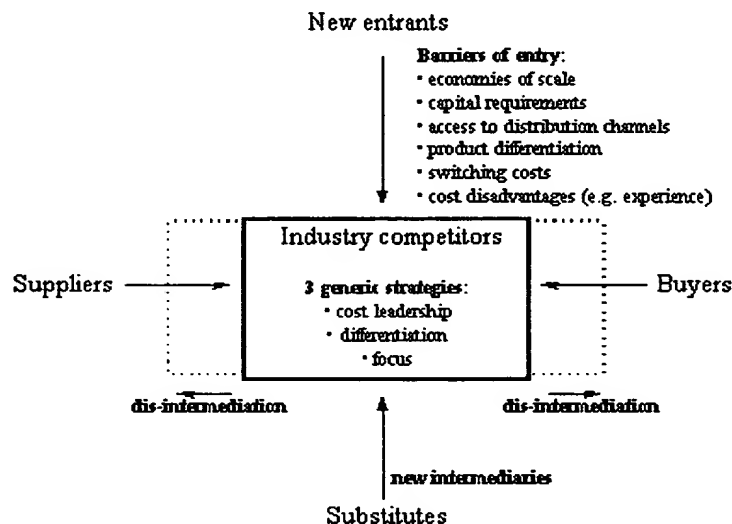 New entrants
Barriers of entry:
· economies of scale
· capital requirements
· access to distribution channels
· product differentiation
· switching costs
· cost disadvantages (e.g. experience)
Industry competitors
Suppliers
3 generic strategies:
· cost leadership
· differentiation
· focus
Buyers
dis-intermediation
dis-intermediation
new intermediaries
Substitutes